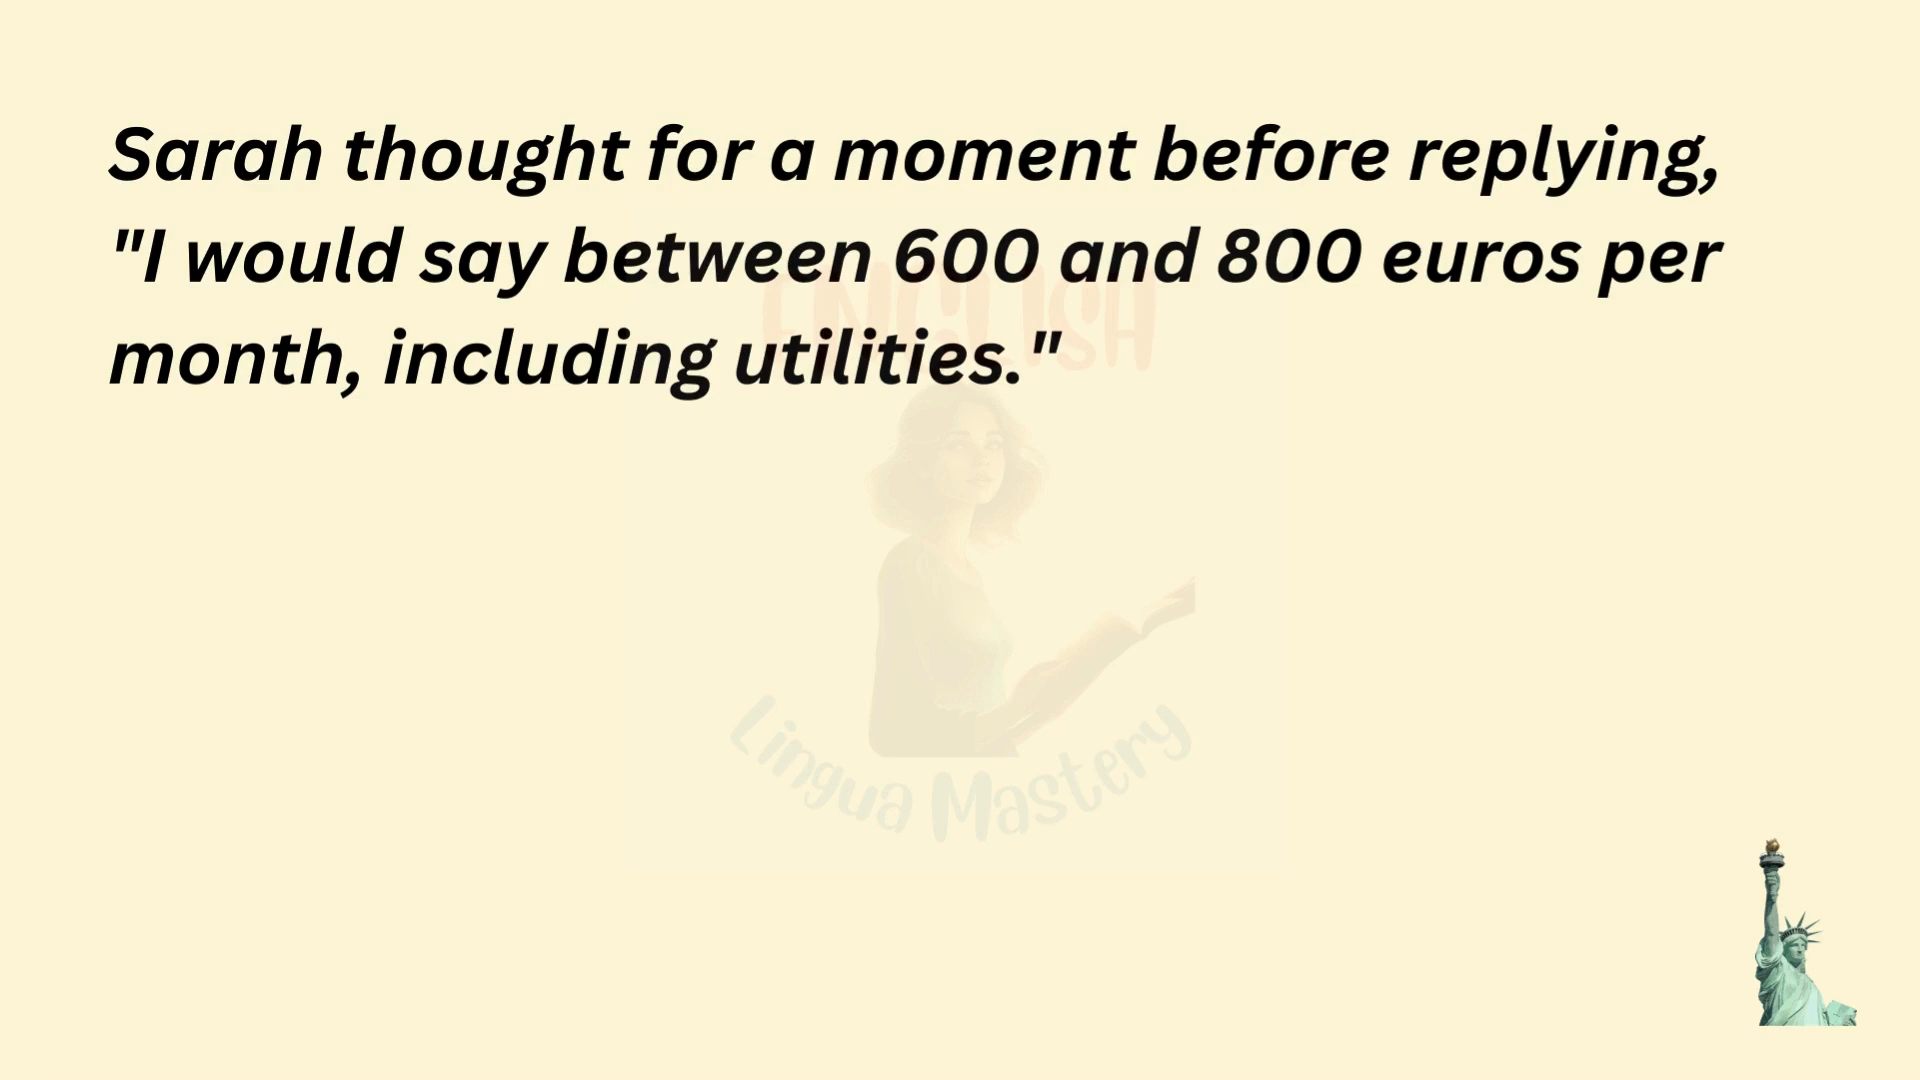 Sarah thought for a moment before replying,
"I would say between 600 and 800 euros per
month, including utilities."
ENGLISH
Lingua Mastery